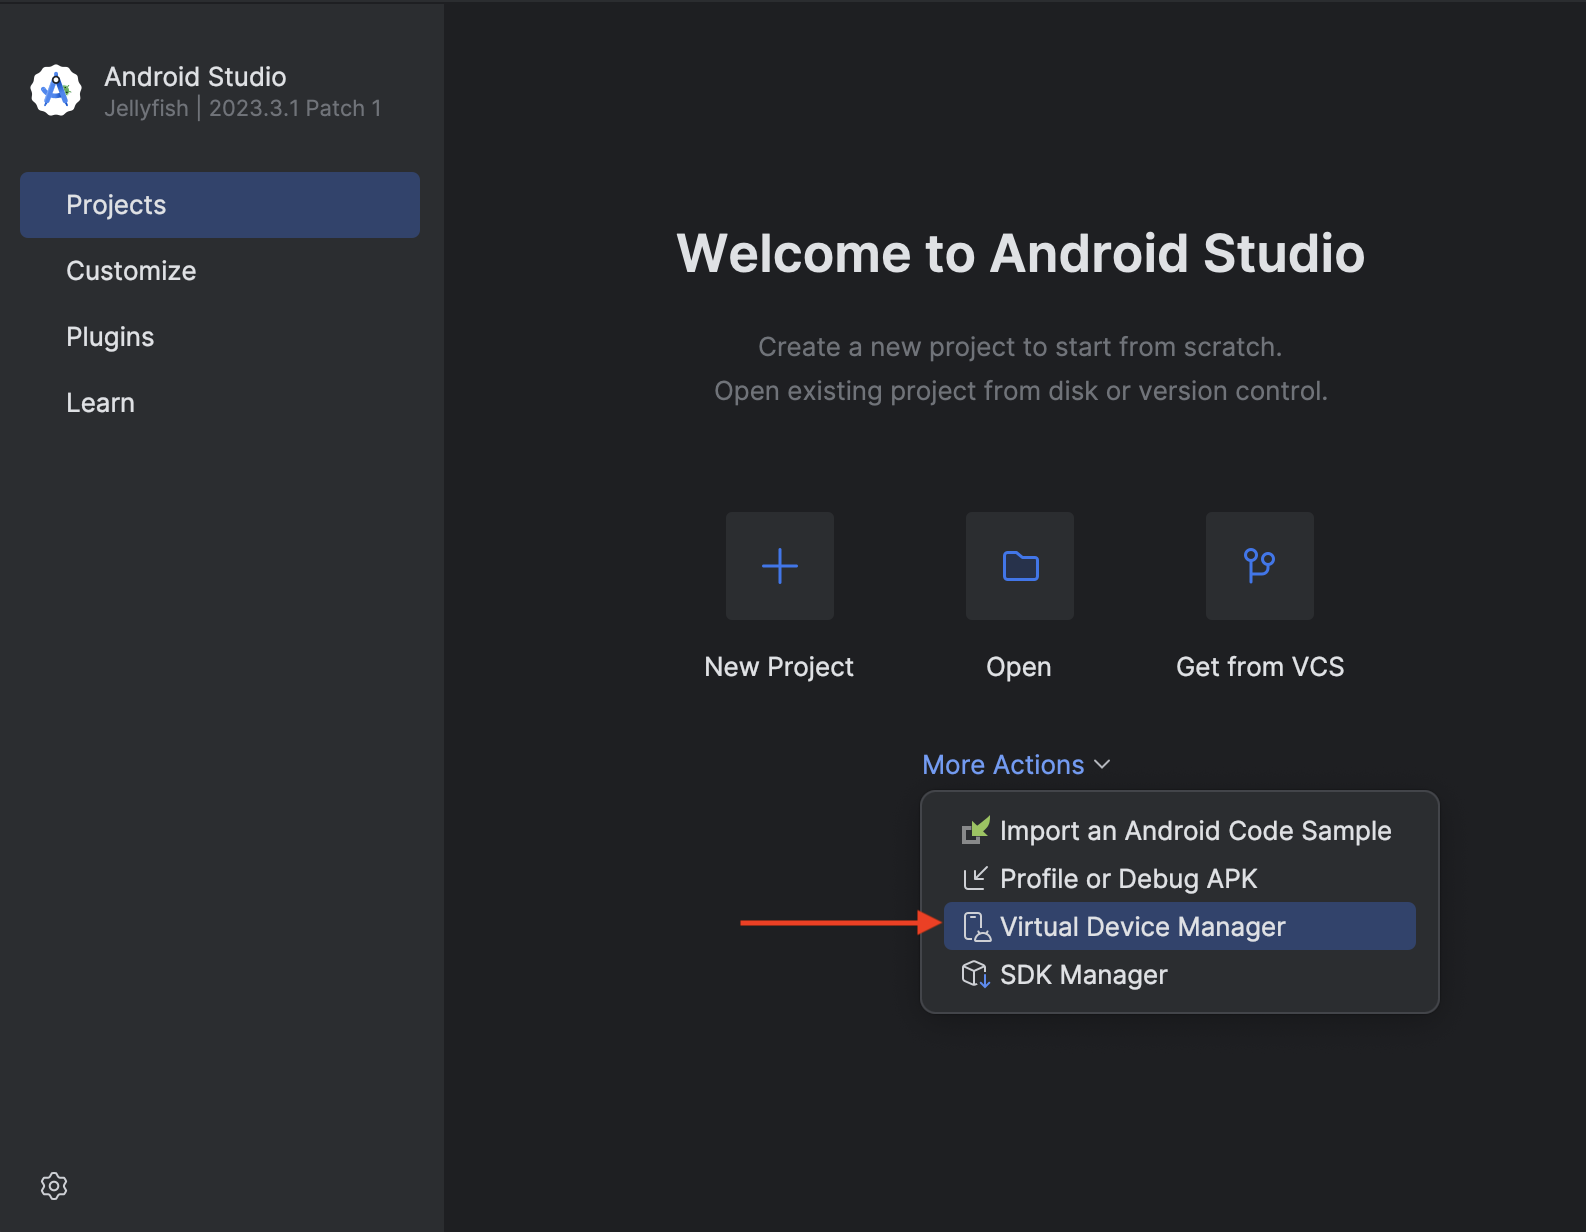 Android Studio
Jellyfish | 2023.3.1 Patch 1
Projects
Customize
Plugins
Learn
Welcome to Android Studio
Create a new project to start from scratch.
Open existing project from disk or version control.
New Project
Open
Get from VCS
More Actions
Import an Android Code Sample
Profile or Debug APK
Virtual Device Manager
SDK Manager